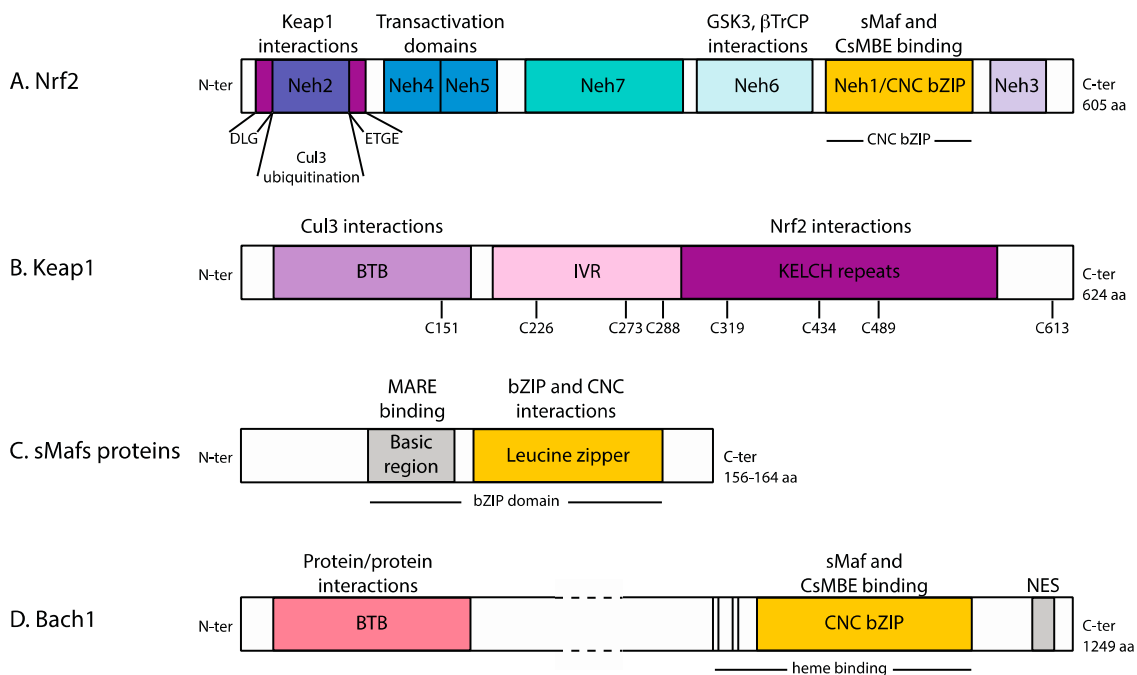 Keap1 interactions
Transactivation domains
GSK3, βTrCP interactions
sMaf and CsMBE binding
A. Nrf2
N-ter
Neh2
Neh4
Neh5
Neh7
Neh6
Neh1/CNC bZIP
Neh3
C-ter
605 aa
DLG
ETGE
Cul3
ubiquitination
CNC bZIP
Cul3 interactions
Nrf2 interactions
B. Keap1
N-ter
BTB
IVR
KELCH repeats
C-ter
624 aa
C151
C226
C273
C288
C319
C434
C489
C613
MARE binding
bZIP and CNC interactions
C. sMafs proteins
N-ter
Basic region
Leucine zipper
C-ter
156-164 aa
bZIP domain
Protein/protein interactions
sMaf and CsMBE binding
NES
D. Bach1
N-ter
BTB
CNC bZIP
C-ter
1249 aa
heme binding